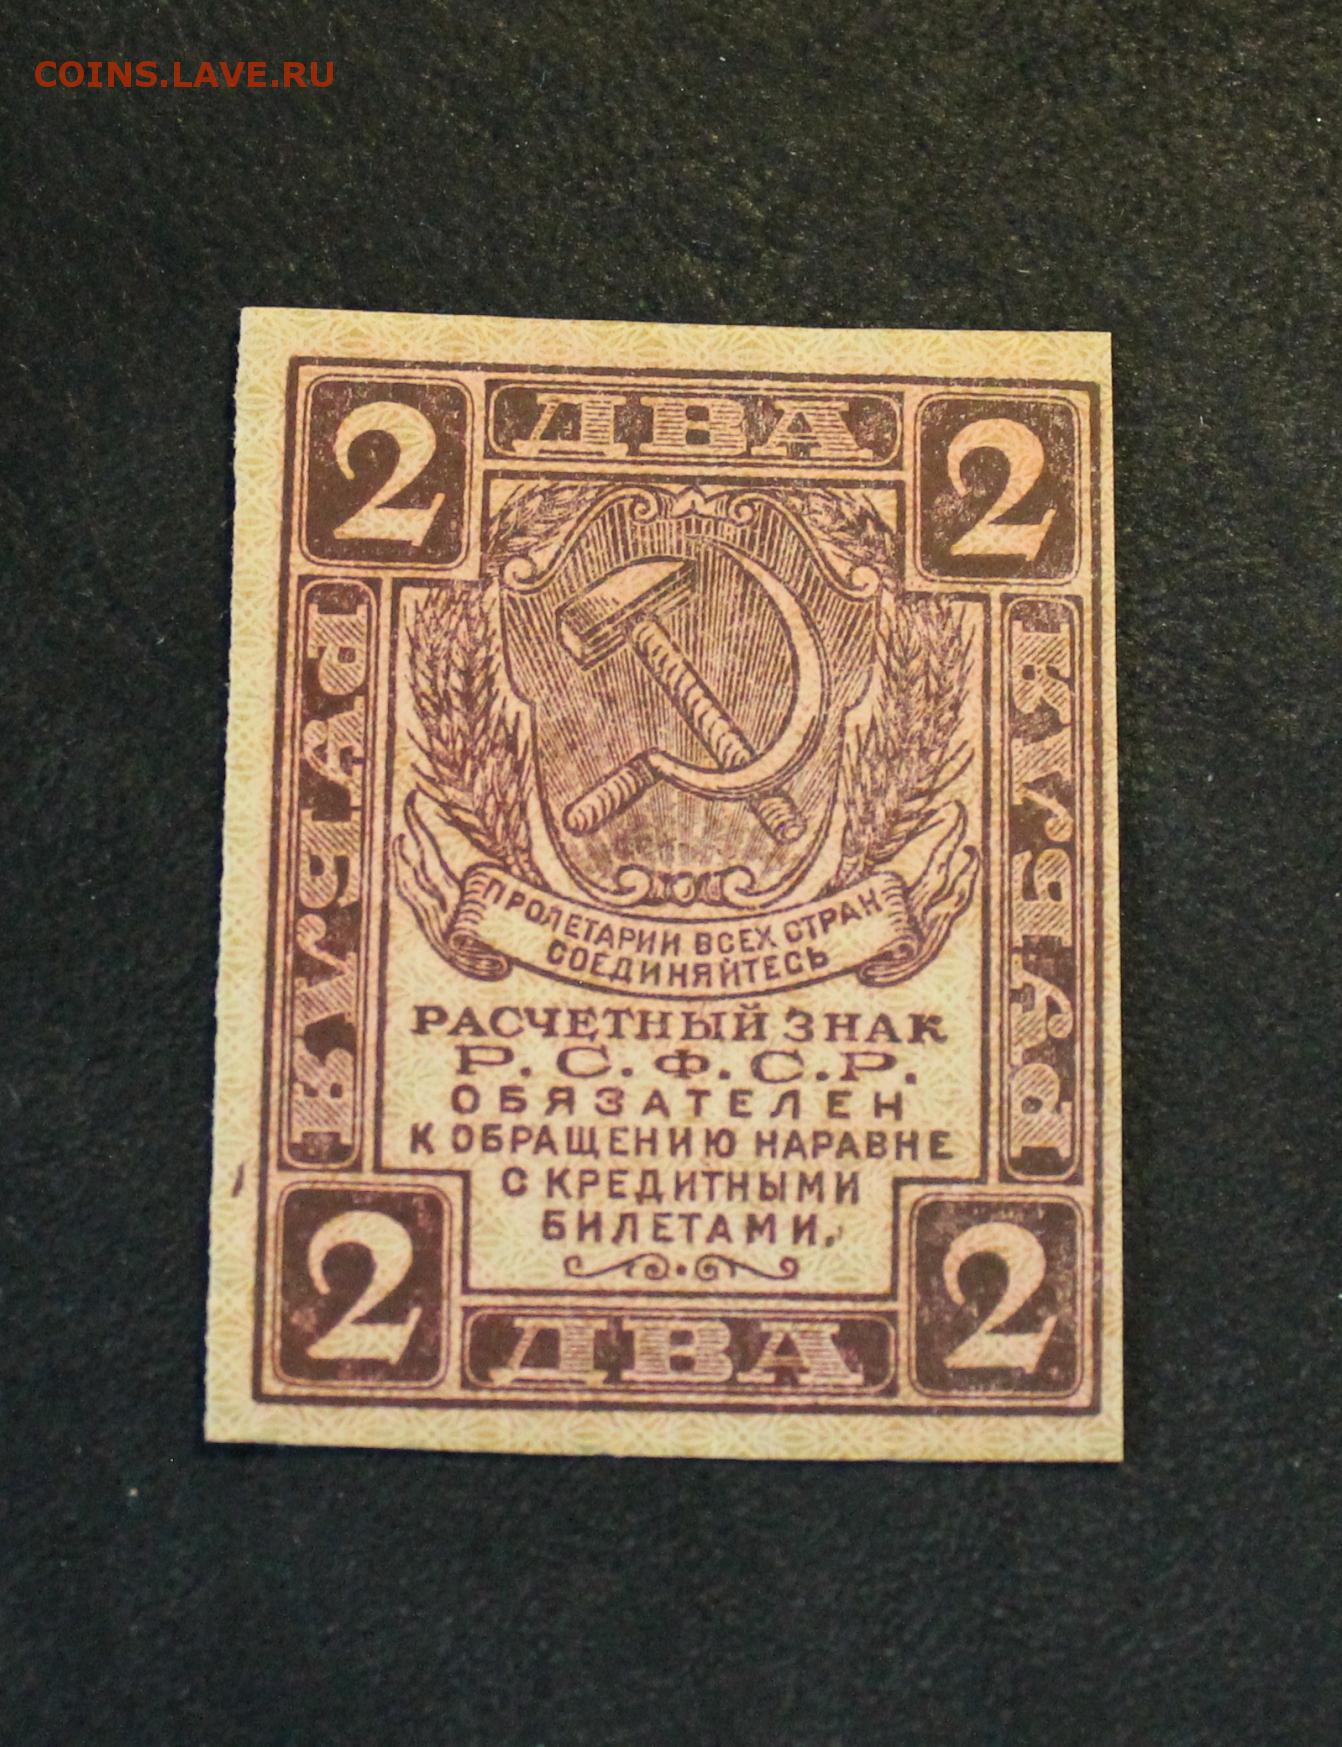 COINS.LAVE.RU
2 ДВА 2
РУБЛЯ
РУБЛЯ
ПРОЛЕТАРИИ ВСЕХ СТРАН
СОЕДИНЯЙТЕСЬ
РАСЧЕТНЫЙ ЗНАК
Р.С.Ф.С.Р.
ОБЯЗАТЕЛЕН
К ОБРАЩЕНИЮ НАРАВНЕ
С КРЕДИТНЫМИ
БИЛЕТАМИ.
2 ДВА 2